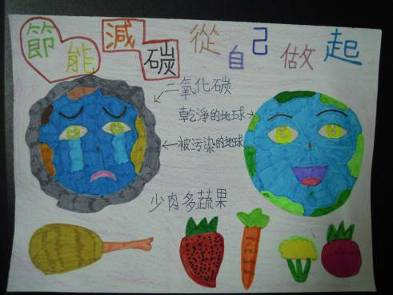 節能減碳從自己做起
二氧化碳
乾淨的地球
被污染的地球
少肉多蔬果